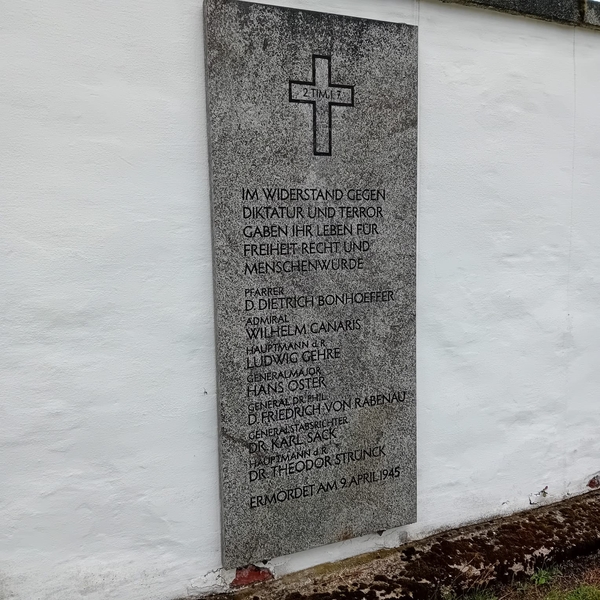 2. TIM. 1. 7.
IM WIDERSTAND GEGEN
DIKTATUR UND TERROR
GABEN IHR LEBEN FÜR
FREIHEIT RECHT UND
MENSCHENWÜRDE
PFARRER
D. DIETRICH BONHOEFFER
ADMIRAL
WILHELM CANARIS
HAUPTMANN d. R.
LUDWIG GEHRE
GENERALMAJOR
HANS OSTER
GENERAL DR. PHIL.
D. FRIEDRICH VON RABENAU
GENERALSTABSRICHTER
DR. KARL SACK
HAUPTMANN d. R.
DR. THEODOR STRÜNCK
ERMORDET AM 9. APRIL 1945